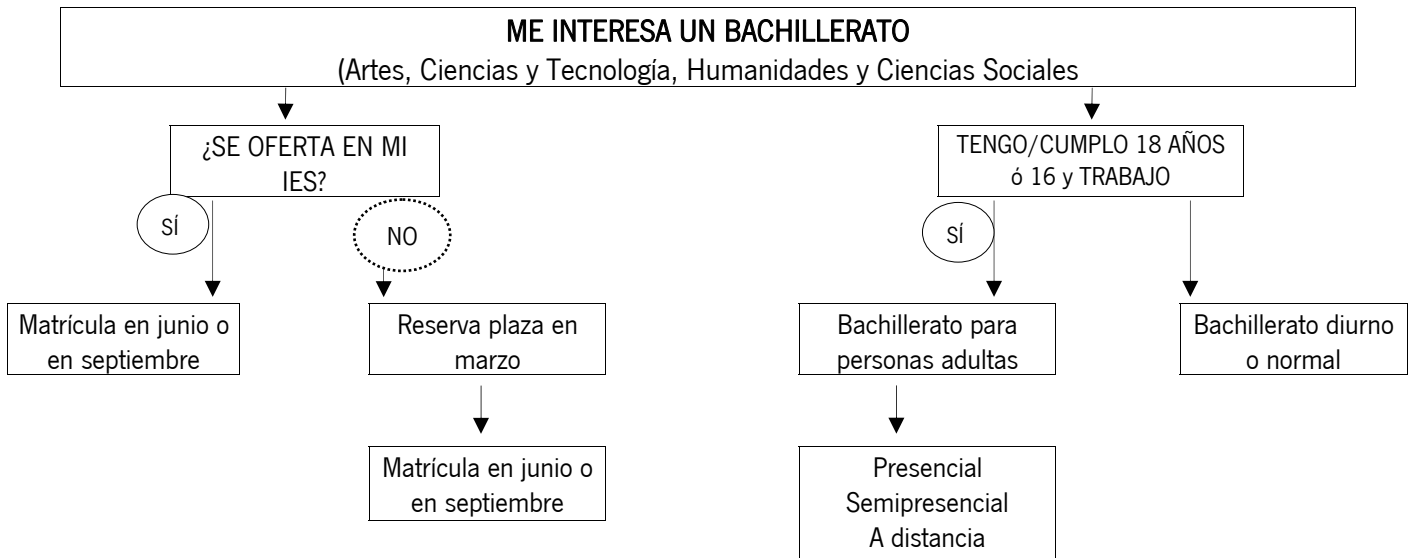 ME INTERESA UN BACHILLERATO
(Artes, Ciencias y Tecnología, Humanidades y Ciencias Sociales
¿SE OFERTA EN MI
IES?
TENGO/CUMPLO 18 AÑOS
ó 16 y TRABAJO
SÍ
NO
SÍ
Matrícula en junio o
en septiembre
Reserva plaza en
marzo
Bachillerato para
personas adultas
Bachillerato diurno
o normal
Matrícula en junio o
en septiembre
Presencial
Semipresencial
A distancia